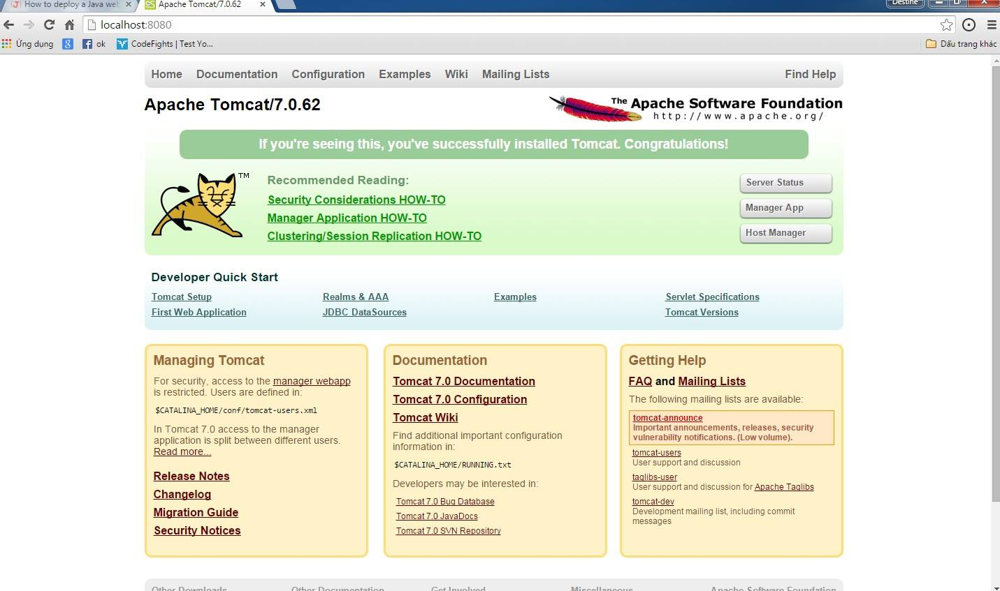 How to deploy a Java web
Apache Tomcat/7.0.62
Destine
localhost:8080
Ứng dụng
ok
CodeFights | Test Yo...
Dấu trang khác
Home Documentation Configuration Examples Wiki Mailing Lists Find Help
Apache Tomcat/7.0.62
The Apache Software Foundation
http://www.apache.org/
If you're seeing this, you've successfully installed Tomcat. Congratulations!
TM
Recommended Reading:
Security Considerations HOW-TO
Manager Application HOW-TO
Clustering/Session Replication HOW-TO
Server Status
Manager App
Host Manager
Developer Quick Start
Tomcat Setup
First Web Application
Realms & AAA
JDBC DataSources
Examples
Servlet Specifications
Tomcat Versions
Managing Tomcat
For security, access to the manager webapp
is restricted. Users are defined in:
$CATALINA_HOME/conf/tomcat-users.xml
In Tomcat 7.0 access to the manager
application is split between different users.
Read more...
Release Notes
Changelog
Migration Guide
Security Notices
Documentation
Tomcat 7.0 Documentation
Tomcat 7.0 Configuration
Tomcat Wiki
Find additional important configuration
information in:
$CATALINA_HOME/RUNNING.txt
Developers may be interested in:
Tomcat 7.0 Bug Database
Tomcat 7.0 JavaDocs
Tomcat 7.0 SVN Repository
Getting Help
FAQ and Mailing Lists
The following mailing lists are available:
tomcat-announce
Important announcements, releases, security
vulnerability notifications. (Low volume).
tomcat-users
User support and discussion
taglibs-user
User support and discussion for Apache Taglibs
tomcat-dev
Development mailing list, including commit
messages
Other Downloads Other Documentation Get Involved Miscellaneous Apache Software Foundation